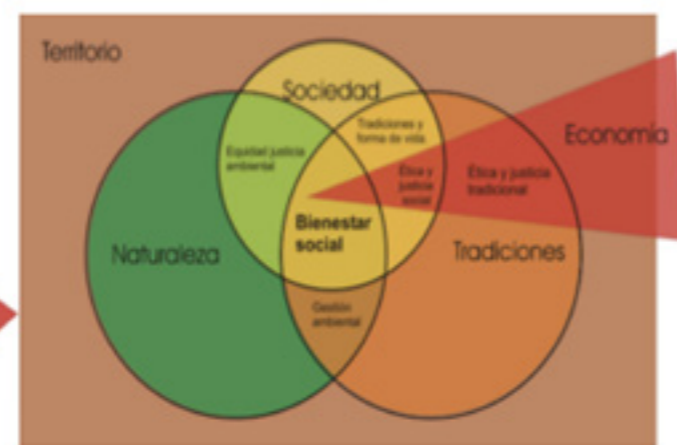 Territorio
Sociedad
Tradiciones y
forma de vida
Economía
Equidad justicia
ambiental
Ética y
justicia
social
Ética y justicia
tradicional
Bienestar
social
Naturaleza
Tradiciones
Gestión
ambiental